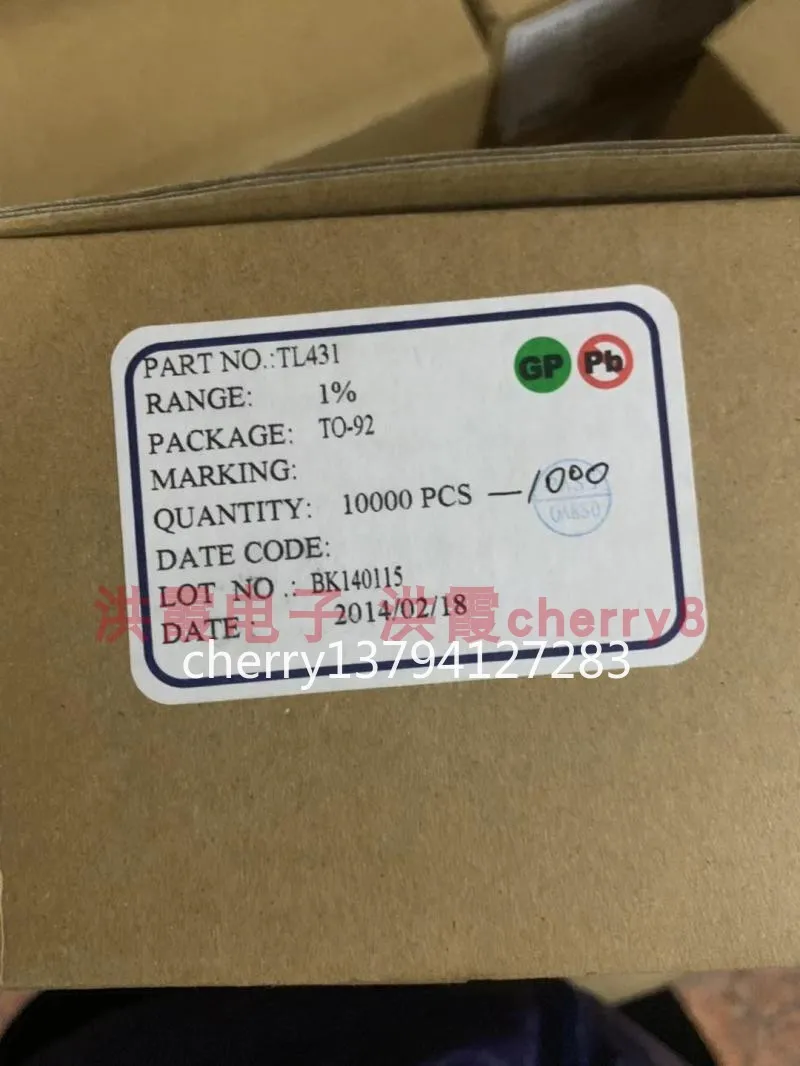 PART NO.:TL431
GP Pb
RANGE: 1%
PACKAGE: TO-92
MARKING:
QUANTITY: 10000 PCS —1000
DATE CODE:
LOT NO .: BK140115
洪霞电子 洪霞cherry8
DATE : 2014/02/18
cherry13794127283